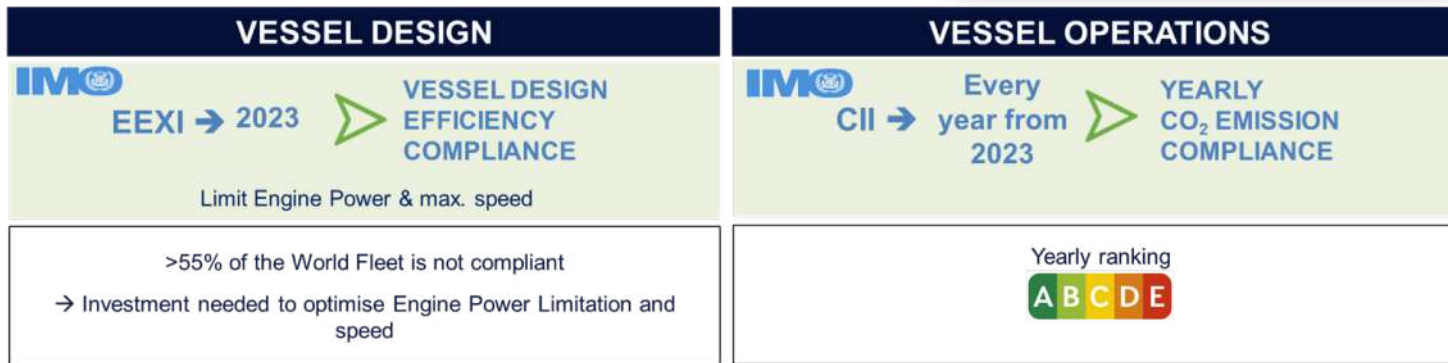 VESSEL DESIGN
IMO
EEXI → 2023
VESSEL DESIGN
EFFICIENCY
COMPLIANCE
Limit Engine Power & max. speed
>55% of the World Fleet is not compliant
→ Investment needed to optimise Engine Power Limitation and
speed
VESSEL OPERATIONS
IMO
CII →
Every
year from
2023
YEARLY
CO₂ EMISSION
COMPLIANCE
Yearly ranking
A B C D E